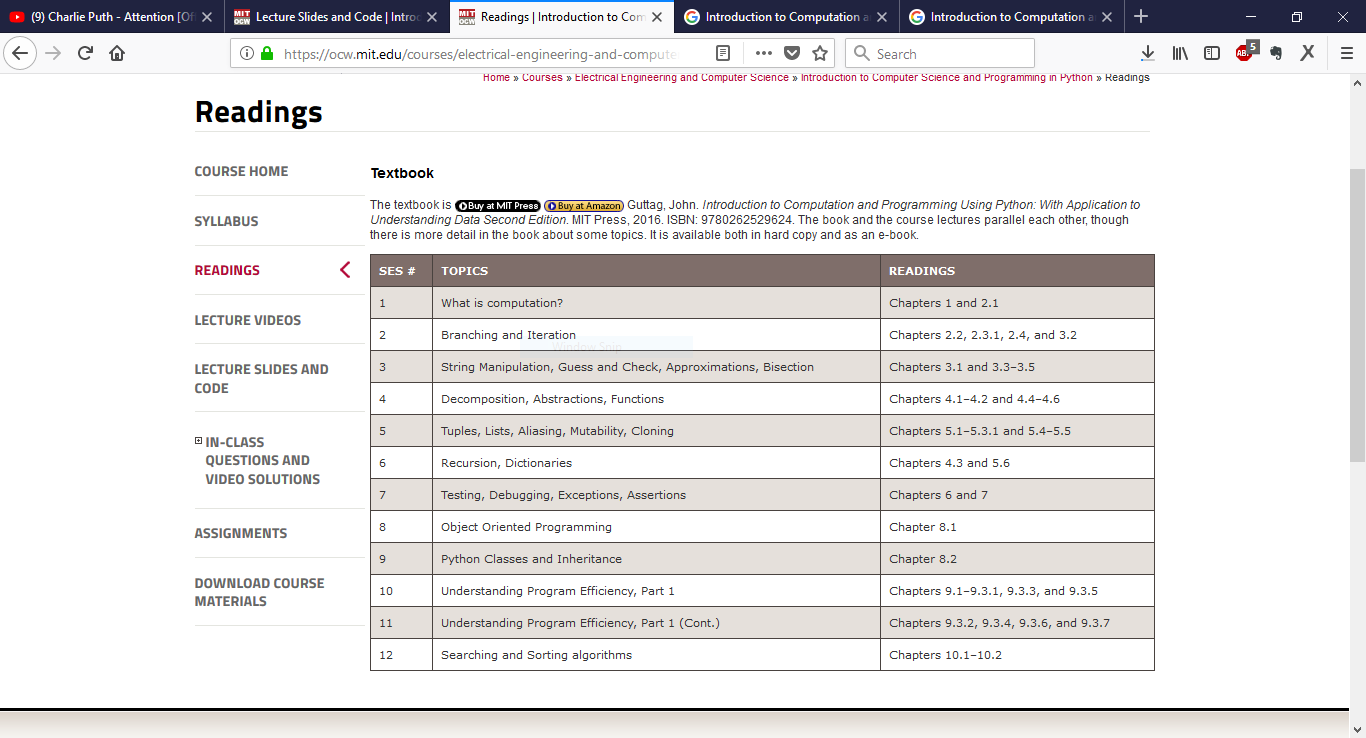 (9) Charlie Puth - Attention [Of
Lecture Slides and Code | Introd
Readings | Introduction to Com
Introduction to Computation a
Introduction to Computation a
https://ocw.mit.edu/courses/electrical-engineering-and-compute
Search
ABP
5
Home » Courses » Electrical Engineering and Computer Science » Introduction to Computer Science and Programming in Python » Readings
Readings
COURSE HOME
SYLLABUS
READINGS
LECTURE VIDEOS
LECTURE SLIDES AND
CODE
IN-CLASS
QUESTIONS AND
VIDEO SOLUTIONS
ASSIGNMENTS
DOWNLOAD COURSE
MATERIALS
Textbook
The textbook is Buy at MIT Press Buy at Amazon Guttag, John. Introduction to Computation and Programming Using Python: With Application to
Understanding Data Second Edition. MIT Press, 2016. ISBN: 9780262529624. The book and the course lectures parallel each other, though
there is more detail in the book about some topics. It is available both in hard copy and as an e-book.
SES # TOPICS READINGS
1 What is computation? Chapters 1 and 2.1
2 Branching and Iteration Chapters 2.2, 2.3.1, 2.4, and 3.2
Window Snip
3 String Manipulation, Guess and Check, Approximations, Bisection Chapters 3.1 and 3.3–3.5
4 Decomposition, Abstractions, Functions Chapters 4.1–4.2 and 4.4–4.6
5 Tuples, Lists, Aliasing, Mutability, Cloning Chapters 5.1–5.3.1 and 5.4–5.5
6 Recursion, Dictionaries Chapters 4.3 and 5.6
7 Testing, Debugging, Exceptions, Assertions Chapters 6 and 7
8 Object Oriented Programming Chapter 8.1
9 Python Classes and Inheritance Chapter 8.2
10 Understanding Program Efficiency, Part 1 Chapters 9.1–9.3.1, 9.3.3, and 9.3.5
11 Understanding Program Efficiency, Part 1 (Cont.) Chapters 9.3.2, 9.3.4, 9.3.6, and 9.3.7
12 Searching and Sorting algorithms Chapters 10.1–10.2